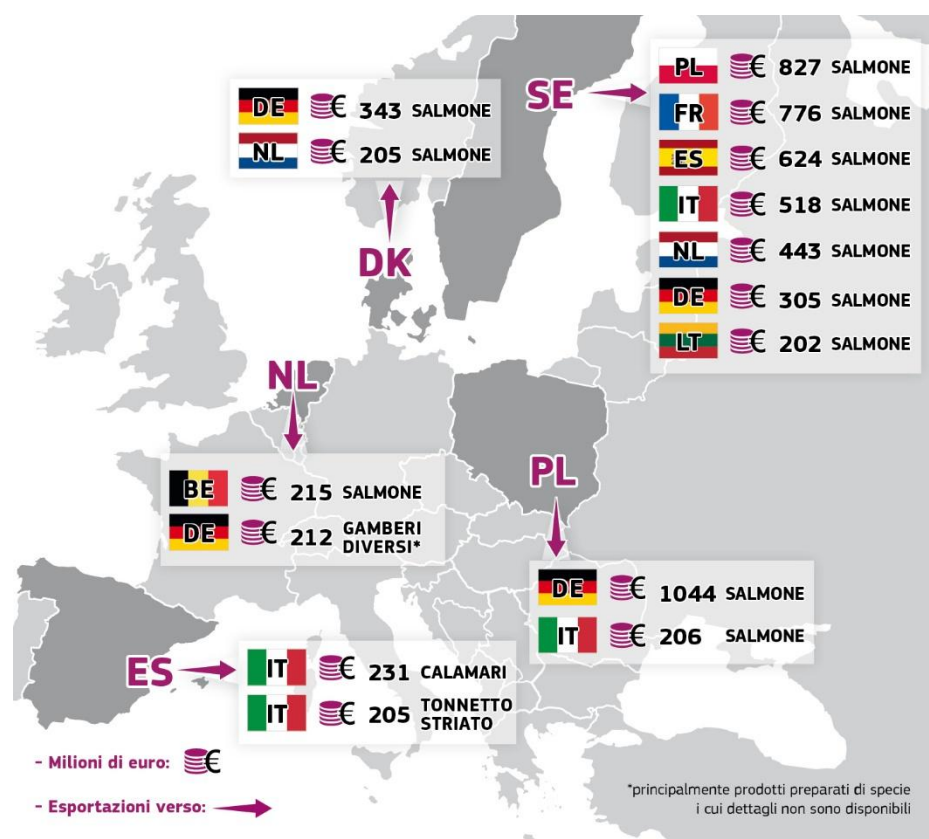 DE € 343 SALMONE
NL € 205 SALMONE
DK
SE
PL € 827 SALMONE
FR € 776 SALMONE
ES € 624 SALMONE
IT € 518 SALMONE
NL € 443 SALMONE
DE € 305 SALMONE
LT € 202 SALMONE
NL
BE € 215 SALMONE
DE € 212 GAMBERI
DIVERSI*
PL
DE € 1044 SALMONE
IT € 206 SALMONE
ES
IT € 231 CALAMARI
IT € 205 TONNETTO
STRIATO
- Milioni di euro: €
- Esportazioni verso:
*principalmente prodotti preparati di specie
i cui dettagli non sono disponibili